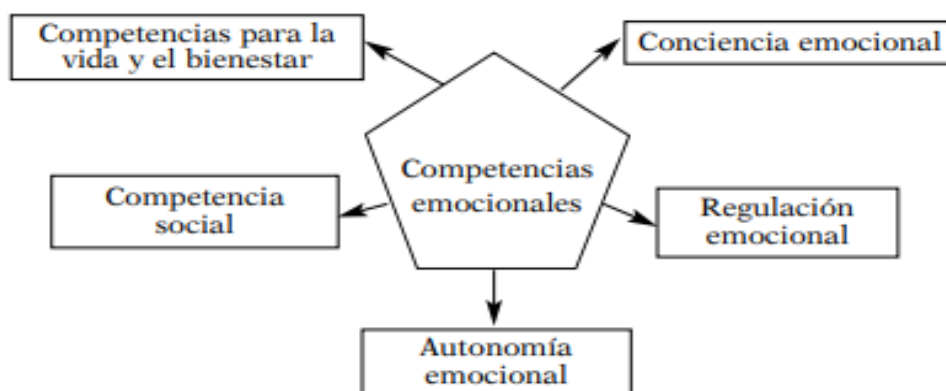 Competencias para la
vida y el bienestar
Conciencia emocional
Competencias
emocionales
Competencia
social
Regulación
emocional
Autonomía
emocional